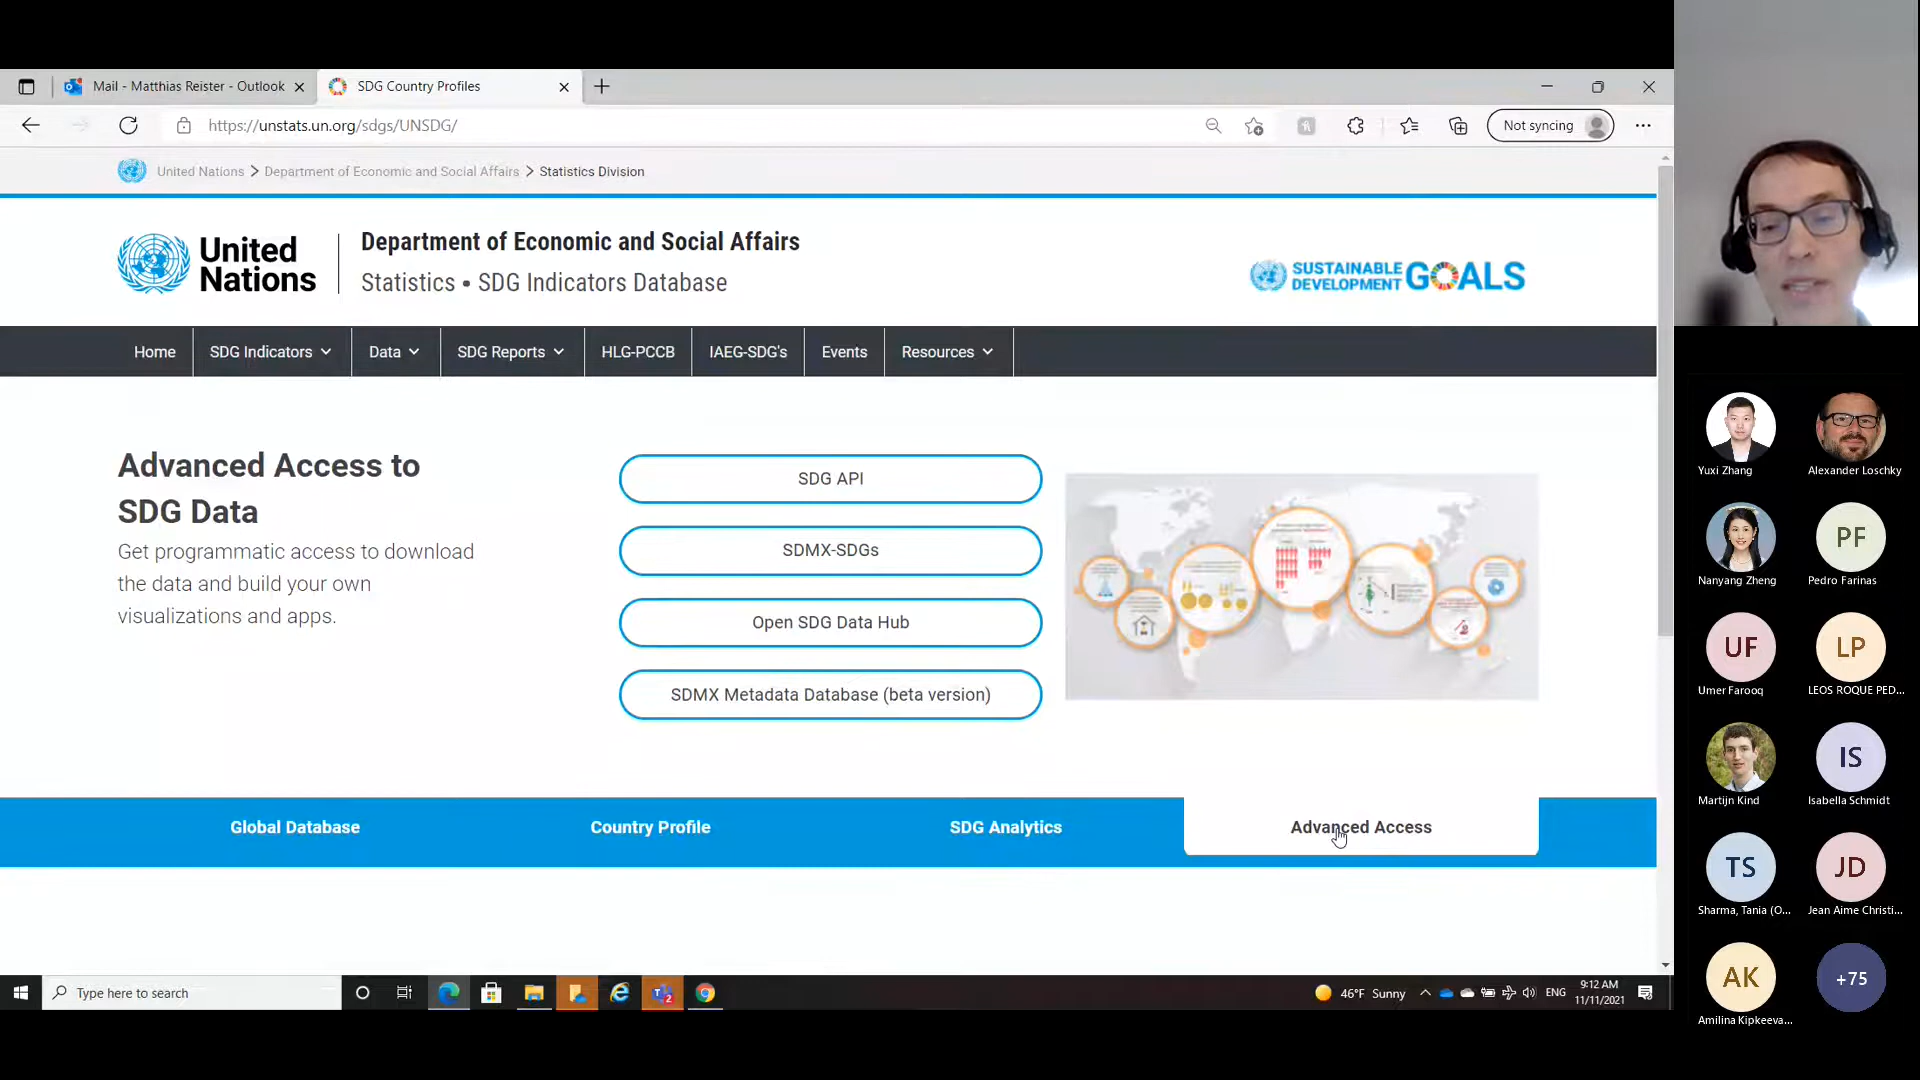 Mail - Matthias Reister - Outlook
SDG Country Profiles
https://unstats.un.org/sdgs/UNSDG/
Not syncing
United Nations > Department of Economic and Social Affairs > Statistics Division
United
Nations
Department of Economic and Social Affairs
Statistics • SDG Indicators Database
SUSTAINABLE
DEVELOPMENT
GOALS
Home
SDG Indicators
Data
SDG Reports
HLG-PCCB
IAEG-SDG's
Events
Resources
Advanced Access to
SDG Data
Get programmatic access to download
the data and build your own
visualizations and apps.
SDG API
SDMX-SDGs
Open SDG Data Hub
SDMX Metadata Database (beta version)
Global Database
Country Profile
SDG Analytics
Advanced Access
Type here to search
46°F Sunny
ENG
9:12 AM
11/11/2021
Yuxi Zhang
Alexander Loschky
Nanyang Zheng
PF
Pedro Farinas
UF
Umer Farooq
LP
LEOS ROQUE PED...
Martijn Kind
IS
Isabella Schmidt
TS
Sharma, Tania (O...
JD
Jean Aime Christi...
AK
Amilina Kipkeeva...
+75